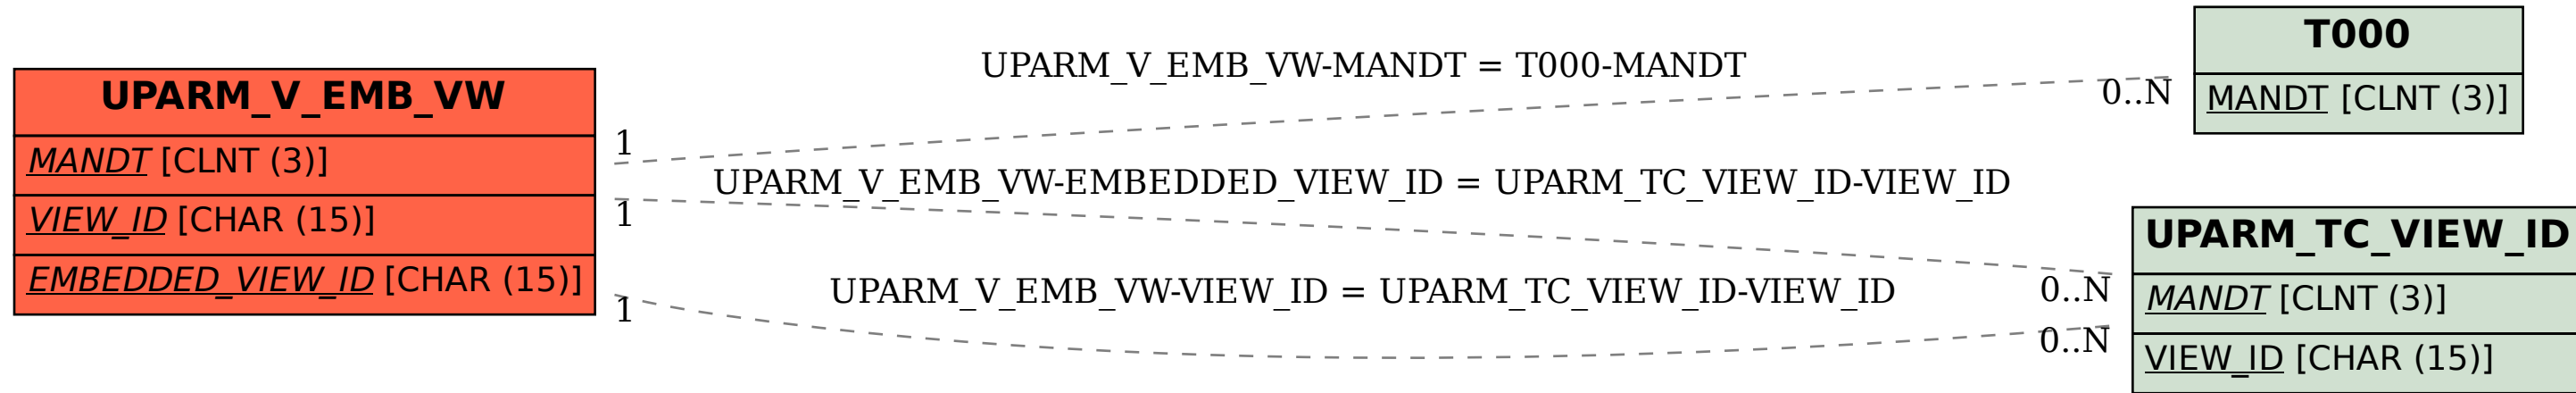 UPARM_V_EMB_VW
MANDT [CLNT (3)]
VIEW_ID [CHAR (15)]
EMBEDDED_VIEW_ID [CHAR (15)]
UPARM_V_EMB_VW-MANDT = T000-MANDT
1
0..N
UPARM_V_EMB_VW-EMBEDDED_VIEW_ID = UPARM_TC_VIEW_ID-VIEW_ID
1
0..N
UPARM_V_EMB_VW-VIEW_ID = UPARM_TC_VIEW_ID-VIEW_ID
1
0..N
T000
MANDT [CLNT (3)]
UPARM_TC_VIEW_ID
MANDT [CLNT (3)]
VIEW_ID [CHAR (15)]